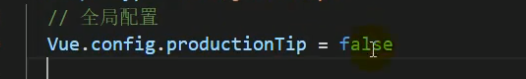 // 全局配置
Vue.config.productionTip = false